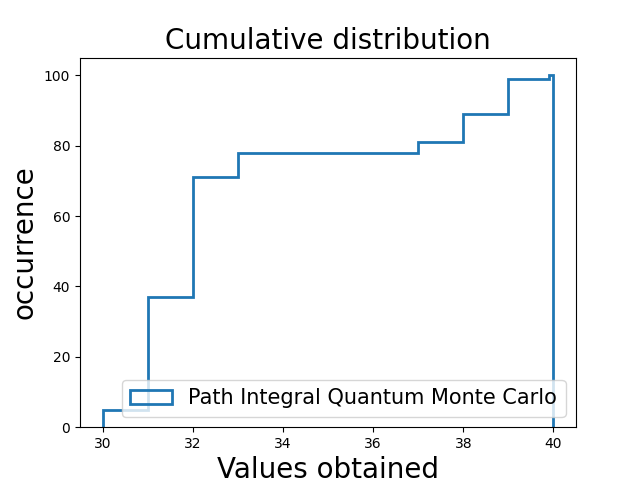 Cumulative distribution
occurrence
100
80
60
40
20
0
Path Integral Quantum Monte Carlo
30 32 34 36 38 40
Values obtained